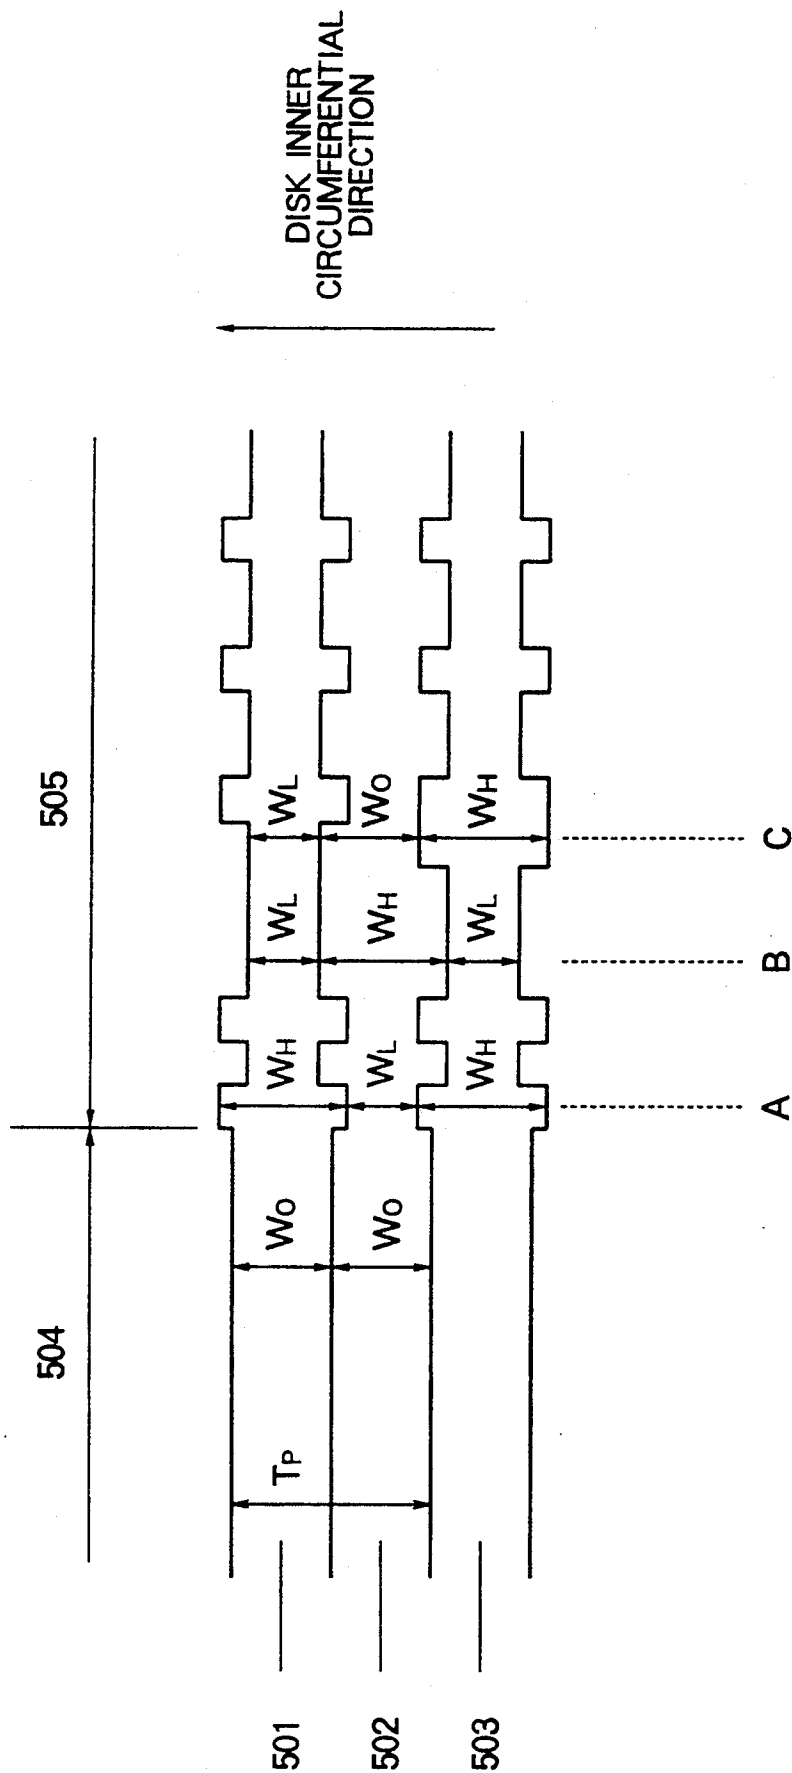 DISK INNER
CIRCUMFERENTIAL
DIRECTION
504
505
501
502
503
TP
WO
WO
WH
WL
WH
WL
WH
WL
WL
WO
WH
A
B
C